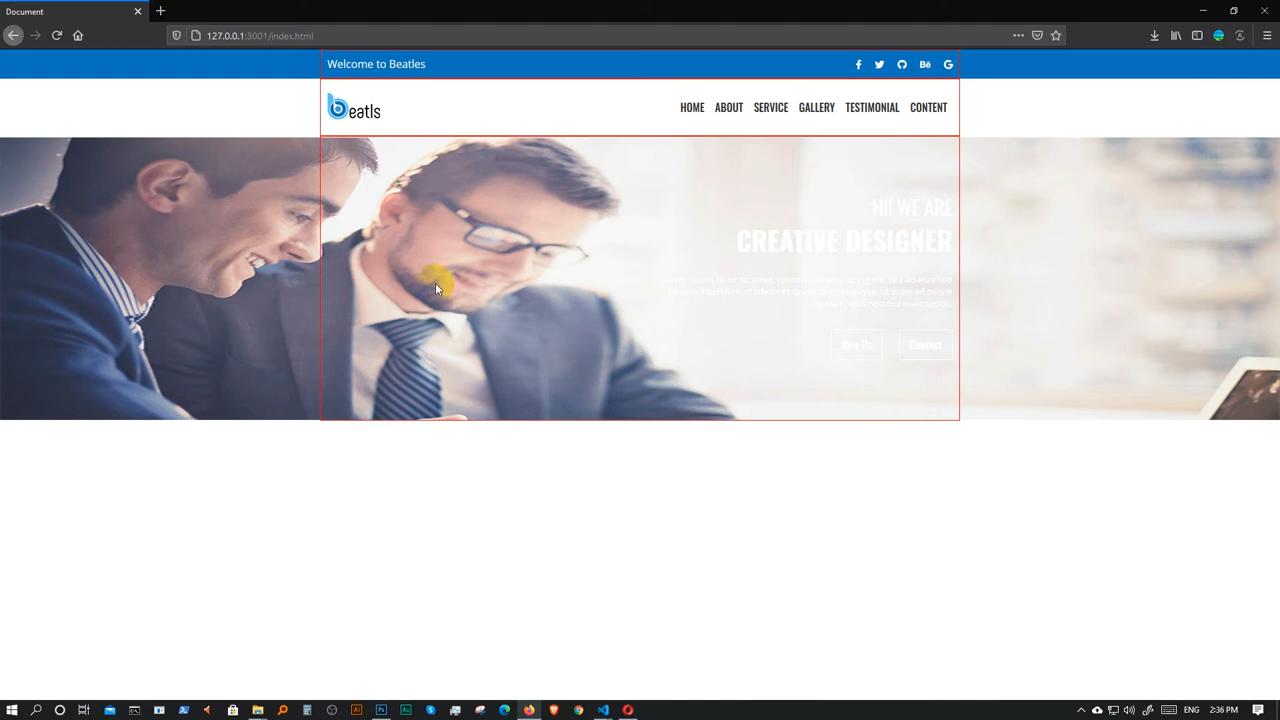 Document
127.0.0.1:3001/index.html
Welcome to Beatles
beatls
HOME ABOUT SERVICE GALLERY TESTIMONIAL CONTENT
HI! WE ARE
CREATIVE DESIGNER
Contact
ENG 2:36 PM